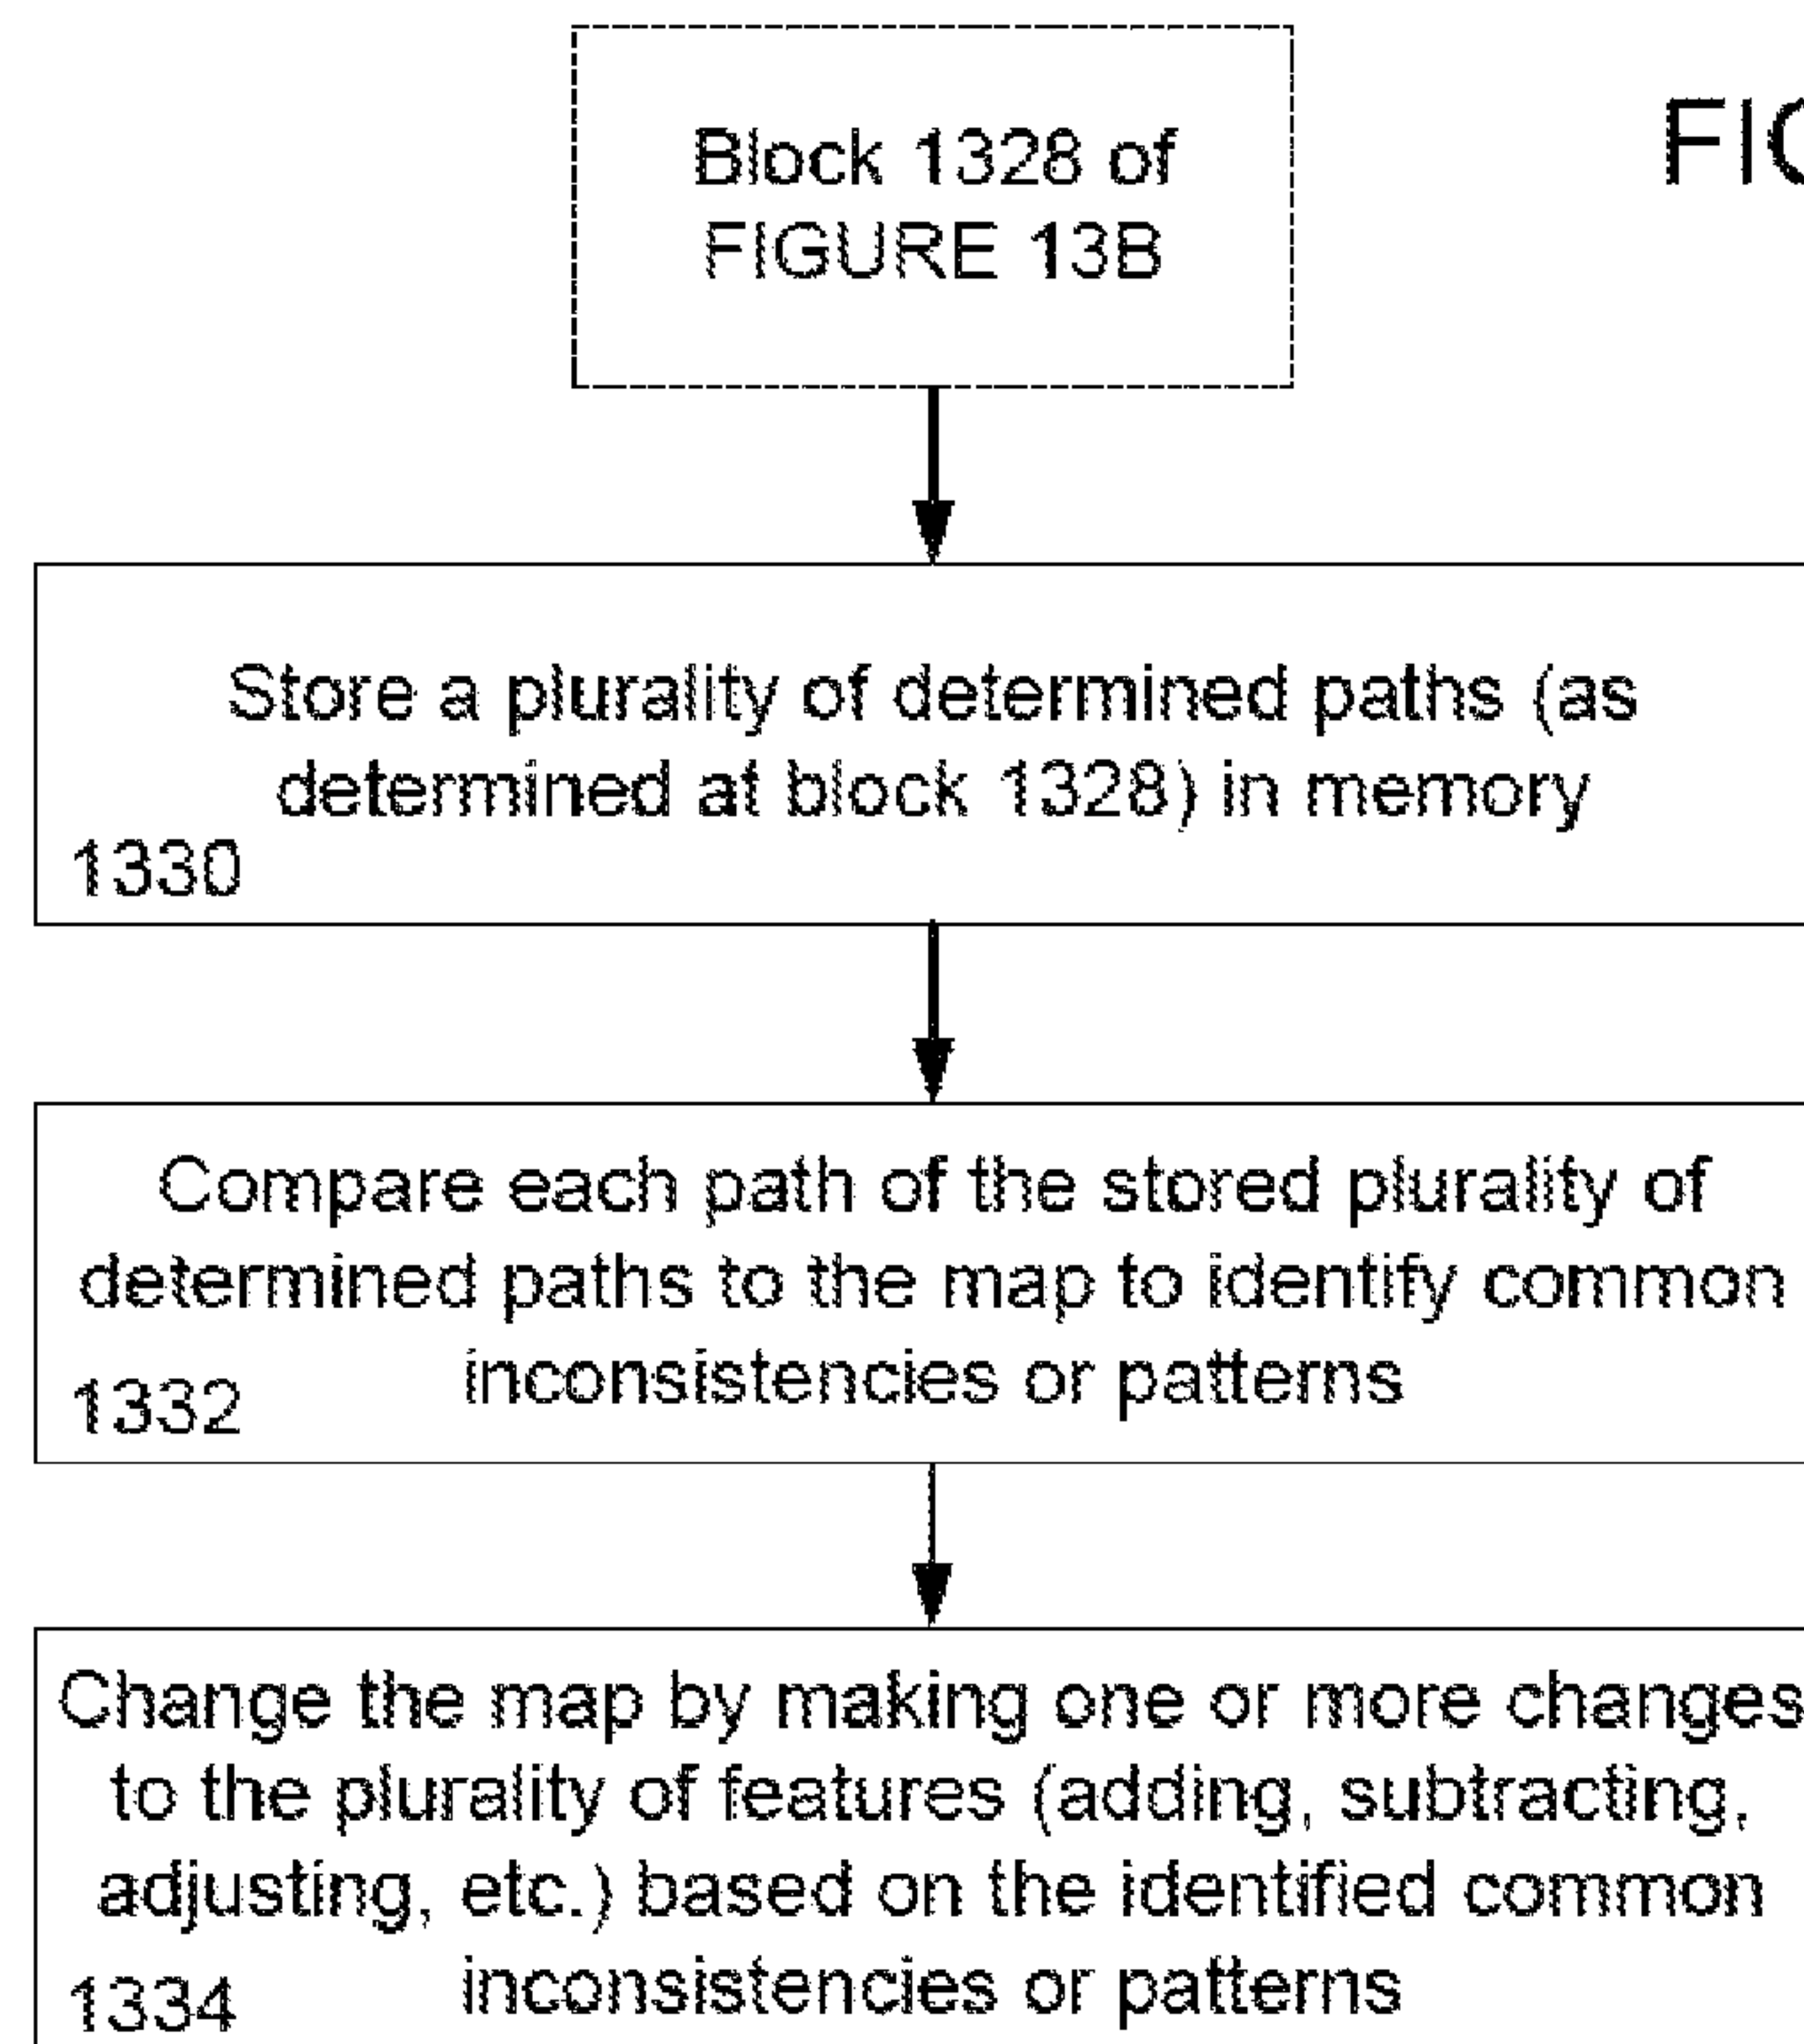 Block 1328 of
FIGURE 13B
Store a plurality of determined paths (as
determined at block 1328) in memory
1330
Compare each path of the stored plurality of
determined paths to the map to identify common
inconsistencies or patterns
1332
Change the map by making one or more changes
to the plurality of features (adding, subtracting,
adjusting, etc.) based on the identified common
inconsistencies or patterns
1334